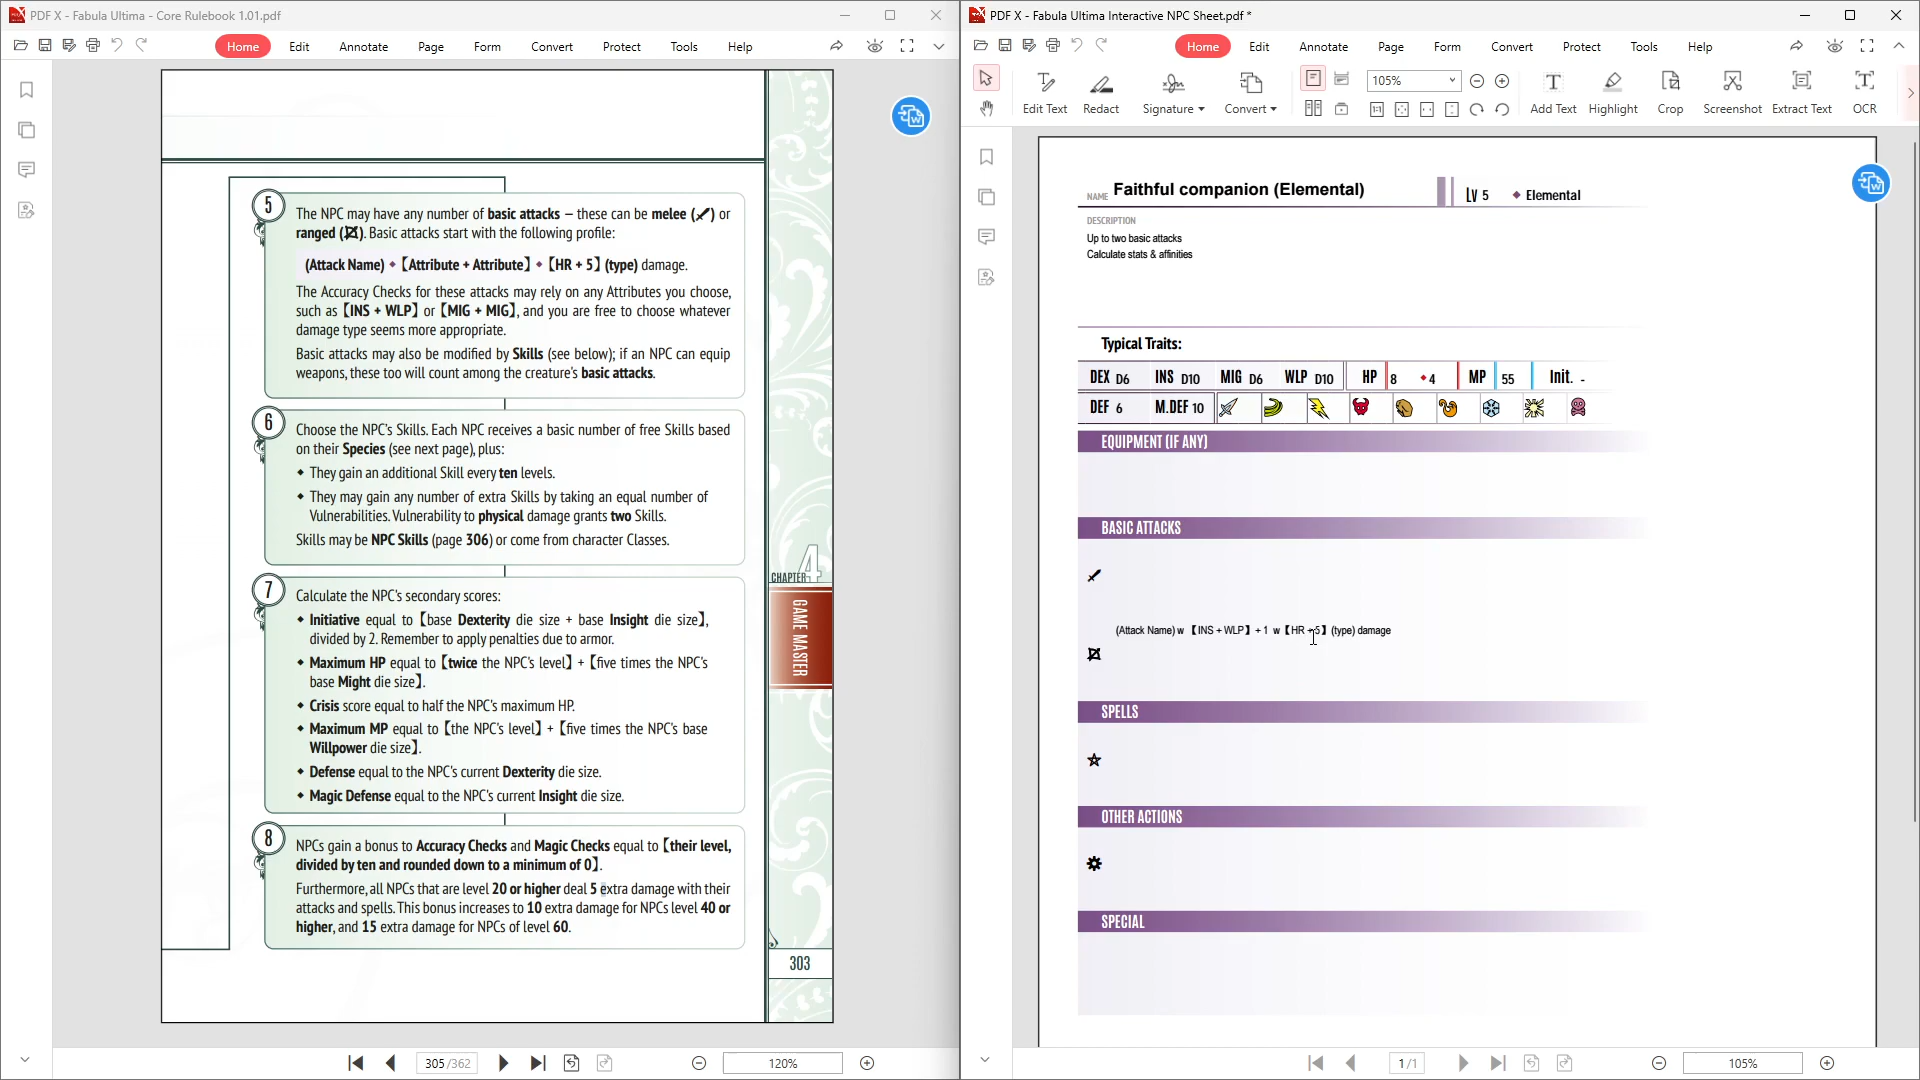 PDF X - Fabula Ultima - Core Rulebook 1.01.pdf
Home Edit Annotate Page Form Convert Protect Tools Help
5
The NPC may have any number of basic attacks – these can be melee ( ) or
ranged ( ). Basic attacks start with the following profile:
(Attack Name) ◆ 【Attribute + Attribute】 ◆ 【HR + 5】 (type) damage.
The Accuracy Checks for these attacks may rely on any Attributes you choose,
such as 【INS + WLP】 or 【MIG + MIG】, and you are free to choose whatever
damage type seems more appropriate.
Basic attacks may also be modified by Skills (see below); if an NPC can equip
weapons, these too will count among the creature's basic attacks.
6
Choose the NPC's Skills. Each NPC receives a basic number of free Skills based
on their Species (see next page), plus:
◆ They gain an additional Skill every ten levels.
◆ They may gain any number of extra Skills by taking an equal number of
Vulnerabilities. Vulnerability to physical damage grants two Skills.
Skills may be NPC Skills (page 306) or come from character Classes.
7
Calculate the NPC's secondary scores:
◆ Initiative equal to 【base Dexterity die size + base Insight die size】,
divided by 2. Remember to apply penalties due to armor.
◆ Maximum HP equal to 【twice the NPC's level】 + 【five times the NPC's
base Might die size】.
◆ Crisis score equal to half the NPC's maximum HP.
◆ Maximum MP equal to 【the NPC's level】 + 【five times the NPC's base
Willpower die size】.
◆ Defense equal to the NPC's current Dexterity die size.
◆ Magic Defense equal to the NPC's current Insight die size.
8
NPCs gain a bonus to Accuracy Checks and Magic Checks equal to 【their level,
divided by ten and rounded down to a minimum of 0】.
Furthermore, all NPCs that are level 20 or higher deal 5 extra damage with their
attacks and spells. This bonus increases to 10 extra damage for NPCs level 40 or
higher, and 15 extra damage for NPCs of level 60.
CHAPTER 4
GAME MASTER
303
305 /362
120%
PDF X - Fabula Ultima Interactive NPC Sheet.pdf *
Home Edit Annotate Page Form Convert Protect Tools Help
105%
Edit Text Redact Signature Convert Add Text Highlight Crop Screenshot Extract Text OCR
NAME Faithful companion (Elemental) LV 5 ◆ Elemental
DESCRIPTION
Up to two basic attacks
Calculate stats & affinities
Typical Traits:
DEX D6 INS D10 MIG D6 WLP D10 HP 8 ◆ 4 MP 55 Init. -
DEF 6 M.DEF 10
EQUIPMENT (IF ANY)
BASIC ATTACKS
(Attack Name) w 【INS + WLP】 + 1 w 【HR + 5】 (type) damage
SPELLS
OTHER ACTIONS
SPECIAL
1 /1
105%